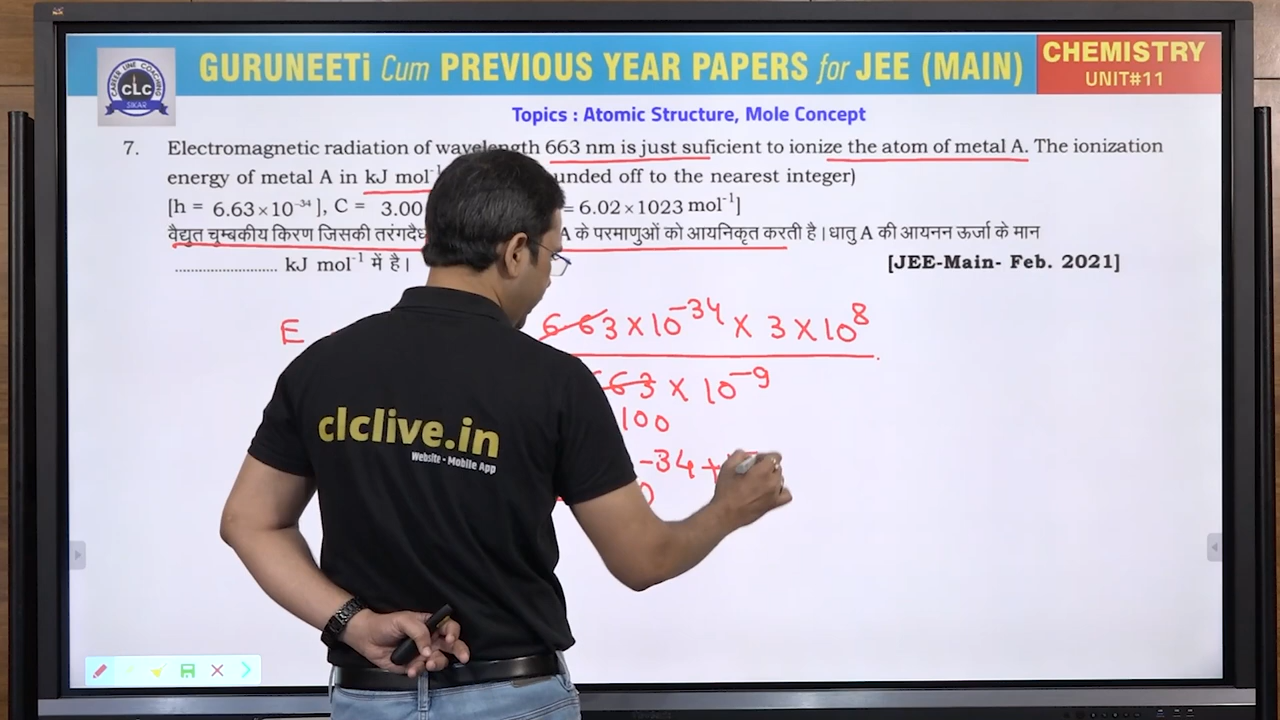 GURUNEETi Cum PREVIOUS YEAR PAPERS for JEE (MAIN)
CHEMISTRY
UNIT#11
CLC
SIKAR
Topics : Atomic Structure, Mole Concept
7. Electromagnetic radiation of wavelength 663 nm is just suficient to ionize the atom of metal A. The ionization
energy of metal A in kJ mol⁻¹ unded off to the nearest integer)
[h = 6.63×10⁻³⁴], C = 3.00 = 6.02×1023 mol⁻¹]
वैद्युत चुम्बकीय किरण जिसकी A के परमाणुओं को आयनिकृत करती है। धातु A की आयनन ऊर्जा के मान
............................ kJ mol⁻¹ में है।
[JEE-Main- Feb. 2021]
E 663×10⁻³⁴ × 3×10⁸
663 × 10⁻⁹
100
-34 +
clclive.in
Website - Mobile App